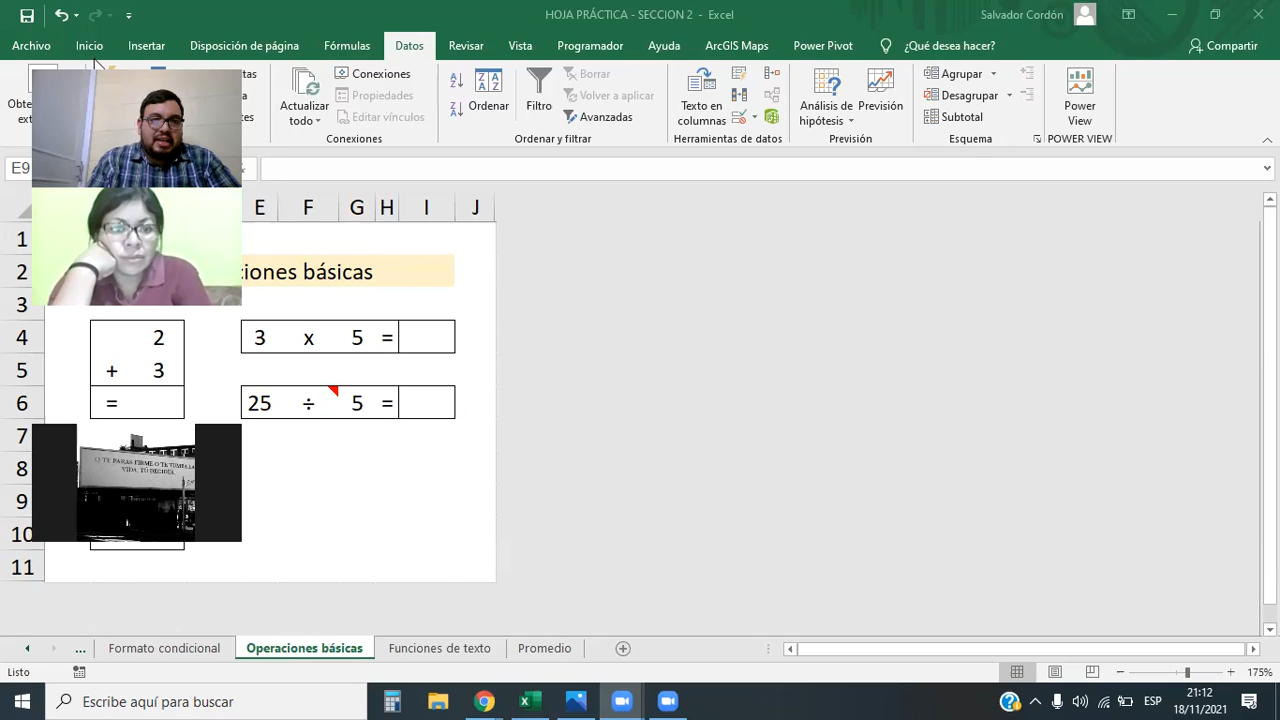 HOJA PRÁCTICA - SECCION 2 - Excel
Salvador Cordón
Archivo Inicio Insertar Disposición de página Fórmulas Datos Revisar Vista Programador Ayuda ArcGIS Maps Power Pivot ¿Qué desea hacer? Compartir
Actualizar todo
Conexiones
Propiedades
Editar vínculos
Conexiones
Ordenar
Filtro
Borrar
Volver a aplicar
Avanzadas
Ordenar y filtrar
Texto en columnas
Herramientas de datos
Análisis de hipótesis
Previsión
Previsión
Agrupar
Desagrupar
Subtotal
Esquema
Power View
POWER VIEW
E9
E F G H I J
1
2 ciones básicas
3
4 2 3 x 5 =
5 + 3
6 = 25 ÷ 5 =
7
8
9
10
11
VIDA, TÚ DECIDES.
... Formato condicional Operaciones básicas Funciones de texto Promedio
Listo 175%
Escribe aquí para buscar
ESP
21:12
18/11/2021